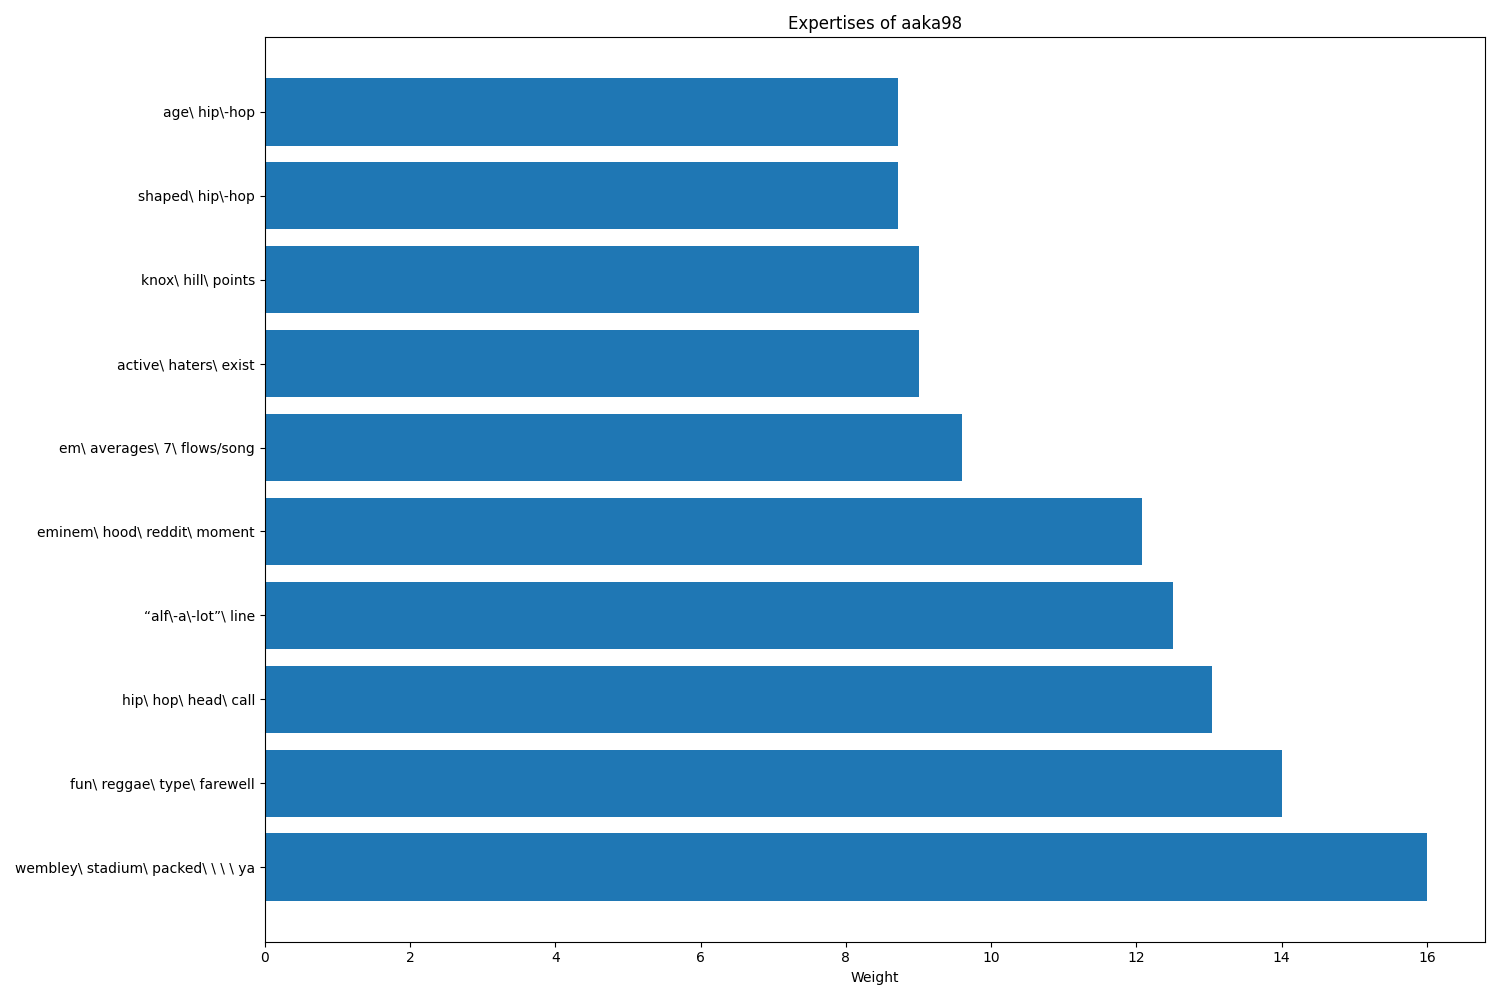 Expertises of aaka98
age\ hip\-hop
shaped\ hip\-hop
knox\ hill\ points
active\ haters\ exist
em\ averages\ 7\ flows/song
eminem\ hood\ reddit\ moment
“alf\-a\-lot”\ line
hip\ hop\ head\ call
fun\ reggae\ type\ farewell
wembley\ stadium\ packed\ \ \ \ ya
0 2 4 6 8 10 12 14 16
Weight